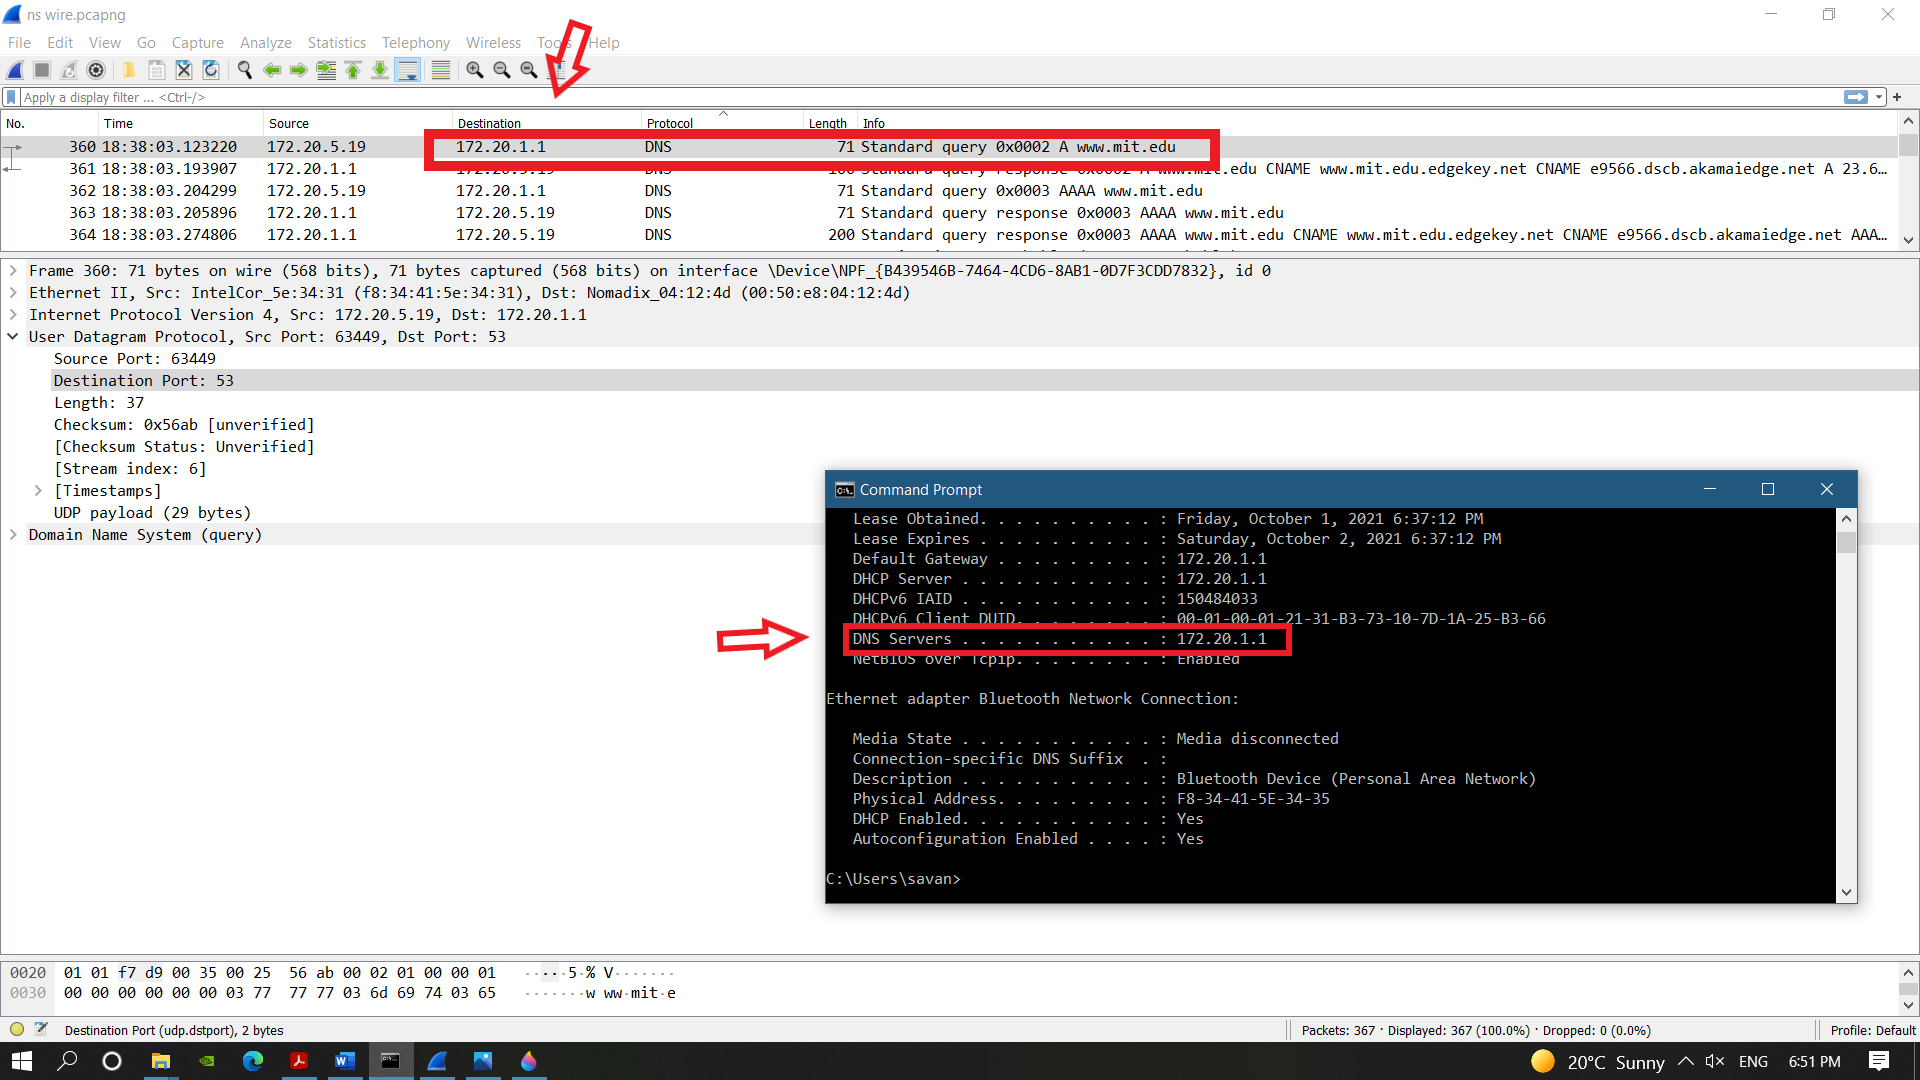 ns wire.pcapng
File Edit View Go Capture Analyze Statistics Telephony Wireless Tools Help
Apply a display filter ... <Ctrl-/>
No. Time Source Destination Protocol Length Info
360 18:38:03.123220 172.20.5.19 172.20.1.1 DNS 71 Standard query 0x0002 A www.mit.edu
361 18:38:03.193907 172.20.1.1 172.20.5.19 DNS 160 Standard query response 0x0002 A www.mit.edu CNAME www.mit.edu.edgekey.net CNAME e9566.dscb.akamaiedge.net A 23.6…
362 18:38:03.204299 172.20.5.19 172.20.1.1 DNS 71 Standard query 0x0003 AAAA www.mit.edu
363 18:38:03.205896 172.20.1.1 172.20.5.19 DNS 71 Standard query response 0x0003 AAAA www.mit.edu
364 18:38:03.274806 172.20.1.1 172.20.5.19 DNS 200 Standard query response 0x0003 AAAA www.mit.edu CNAME www.mit.edu.edgekey.net CNAME e9566.dscb.akamaiedge.net AAA…
Frame 360: 71 bytes on wire (568 bits), 71 bytes captured (568 bits) on interface \Device\NPF_{B439546B-7464-4CD6-8AB1-0D7F3CDD7832}, id 0
Ethernet II, Src: IntelCor_5e:34:31 (f8:34:41:5e:34:31), Dst: Nomadix_04:12:4d (00:50:e8:04:12:4d)
Internet Protocol Version 4, Src: 172.20.5.19, Dst: 172.20.1.1
User Datagram Protocol, Src Port: 63449, Dst Port: 53
Source Port: 63449
Destination Port: 53
Length: 37
Checksum: 0x56ab [unverified]
[Checksum Status: Unverified]
[Stream index: 6]
[Timestamps]
UDP payload (29 bytes)
Domain Name System (query)
Command Prompt
Lease Obtained. . . . . . . . . . : Friday, October 1, 2021 6:37:12 PM
Lease Expires . . . . . . . . . . : Saturday, October 2, 2021 6:37:12 PM
Default Gateway . . . . . . . . . : 172.20.1.1
DHCP Server . . . . . . . . . . . : 172.20.1.1
DHCPv6 IAID . . . . . . . . . . . : 150484033
DHCPv6 Client DUID. . . . . . . . : 00-01-00-01-21-31-B3-73-10-7D-1A-25-B3-66
DNS Servers . . . . . . . . . . . : 172.20.1.1
NetBIOS over Tcpip. . . . . . . . : Enabled
Ethernet adapter Bluetooth Network Connection:
Media State . . . . . . . . . . . : Media disconnected
Connection-specific DNS Suffix . :
Description . . . . . . . . . . . : Bluetooth Device (Personal Area Network)
Physical Address. . . . . . . . . : F8-34-41-5E-34-35
DHCP Enabled. . . . . . . . . . . : Yes
Autoconfiguration Enabled . . . . : Yes
C:\Users\savan>
0020 01 01 f7 d9 00 35 00 25 56 ab 00 02 01 00 00 01 ·····5·% V·······
0030 00 00 00 00 00 00 03 77 77 77 03 6d 69 74 03 65 ·······w ww·mit·e
Destination Port (udp.dstport), 2 bytes
Packets: 367 · Displayed: 367 (100.0%) · Dropped: 0 (0.0%)
Profile: Default
20°C Sunny ENG 6:51 PM